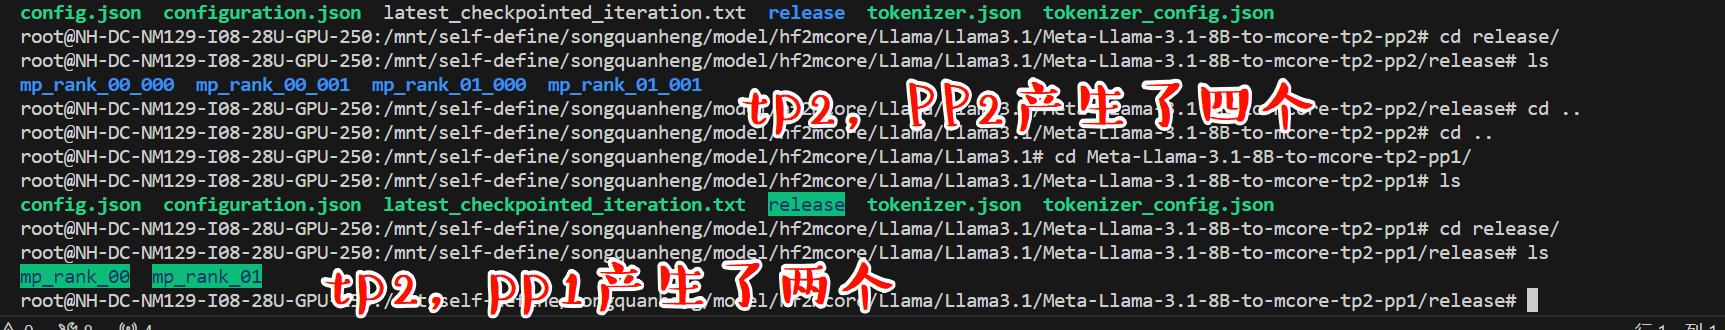 config.json  configuration.json  latest_checkpointed_iteration.txt  release  tokenizer.json  tokenizer_config.json
root@NH-DC-NM129-I08-28U-GPU-250:/mnt/self-define/songquanheng/model/hf2mcore/Llama/Llama3.1/Meta-Llama-3.1-8B-to-mcore-tp2-pp2# cd release/
root@NH-DC-NM129-I08-28U-GPU-250:/mnt/self-define/songquanheng/model/hf2mcore/Llama/Llama3.1/Meta-Llama-3.1-8B-to-mcore-tp2-pp2/release# ls
mp_rank_00_000  mp_rank_00_001  mp_rank_01_000  mp_rank_01_001
tp2，PP2产生了四个
root@NH-DC-NM129-I08-28U-GPU-250:/mnt/self-define/songquanheng/model/hf2mcore/Llama/Llama3.1/Meta-Llama-3.1-8B-to-mcore-tp2-pp2/release# cd ..
root@NH-DC-NM129-I08-28U-GPU-250:/mnt/self-define/songquanheng/model/hf2mcore/Llama/Llama3.1/Meta-Llama-3.1-8B-to-mcore-tp2-pp2# cd ..
root@NH-DC-NM129-I08-28U-GPU-250:/mnt/self-define/songquanheng/model/hf2mcore/Llama/Llama3.1# cd Meta-Llama-3.1-8B-to-mcore-tp2-pp1/
root@NH-DC-NM129-I08-28U-GPU-250:/mnt/self-define/songquanheng/model/hf2mcore/Llama/Llama3.1/Meta-Llama-3.1-8B-to-mcore-tp2-pp1# ls
config.json  configuration.json  latest_checkpointed_iteration.txt  release  tokenizer.json  tokenizer_config.json
root@NH-DC-NM129-I08-28U-GPU-250:/mnt/self-define/songquanheng/model/hf2mcore/Llama/Llama3.1/Meta-Llama-3.1-8B-to-mcore-tp2-pp1# cd release/
root@NH-DC-NM129-I08-28U-GPU-250:/mnt/self-define/songquanheng/model/hf2mcore/Llama/Llama3.1/Meta-Llama-3.1-8B-to-mcore-tp2-pp1/release# ls
mp_rank_00  mp_rank_01
tp2，pp1产生了两个
root@NH-DC-NM129-I08-28U-GPU-250:/mnt/self-define/songquanheng/model/hf2mcore/Llama/Llama3.1/Meta-Llama-3.1-8B-to-mcore-tp2-pp1/release#